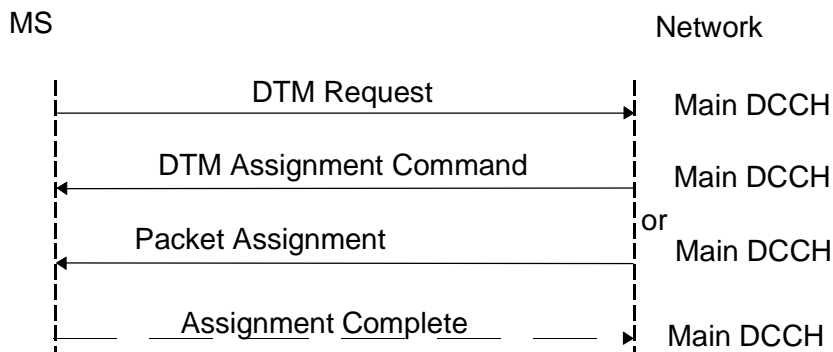 MS
Network
DTM Request
Main DCCH
DTM Assignment Command
Main DCCH
or
Packet Assignment
Main DCCH
Assignment Complete
Main DCCH